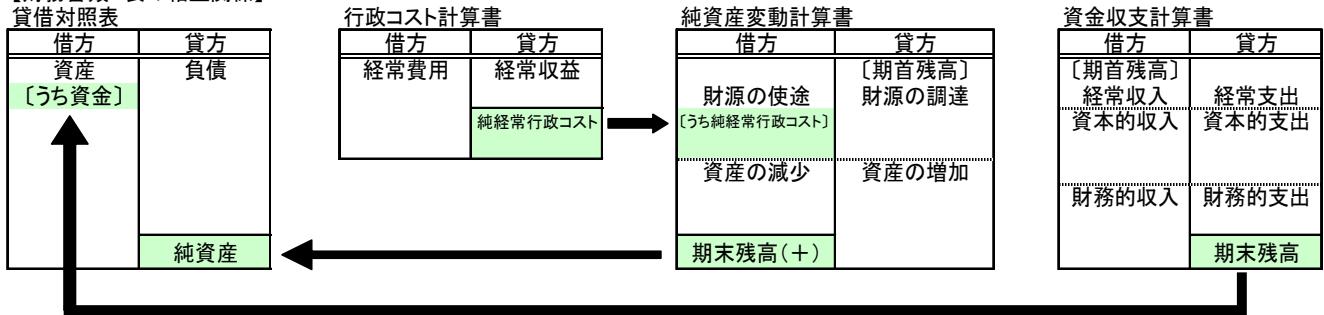 貸借対照表
借方 貸方
資産 負債
〔うち資金〕
純資産
行政コスト計算書
借方 貸方
経常費用 経常収益
純経常行政コスト
純資産変動計算書
借方 貸方
〔期首残高〕
財源の使途 財源の調達
〔うち純経常行政コスト〕
資産の減少 資産の増加
期末残高(+)
資金収支計算書
借方 貸方
〔期首残高〕
経常収入 経常支出
資本的収入 資本的支出
財務的収入 財務的支出
期末残高